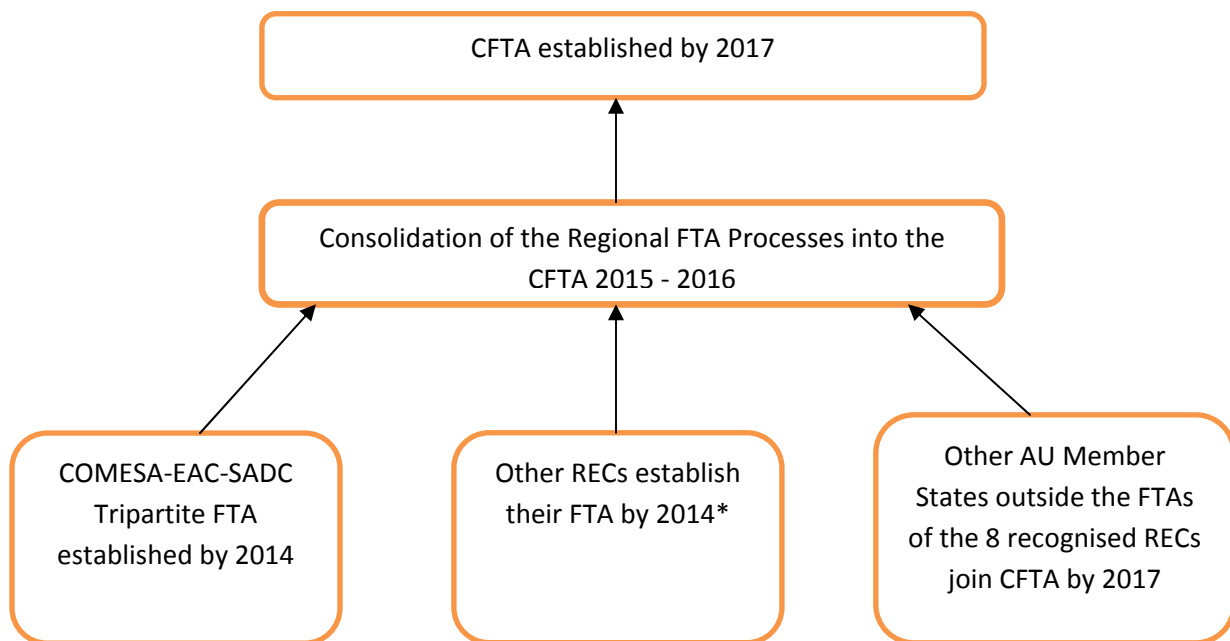 CFTA established by 2017
Consolidation of the Regional FTA Processes into the
CFTA 2015 - 2016
COMESA-EAC-SADC
Tripartite FTA
established by 2014
Other RECs establish
their FTA by 2014*
Other AU Member
States outside the FTAs
of the 8 recognised RECs
join CFTA by 2017